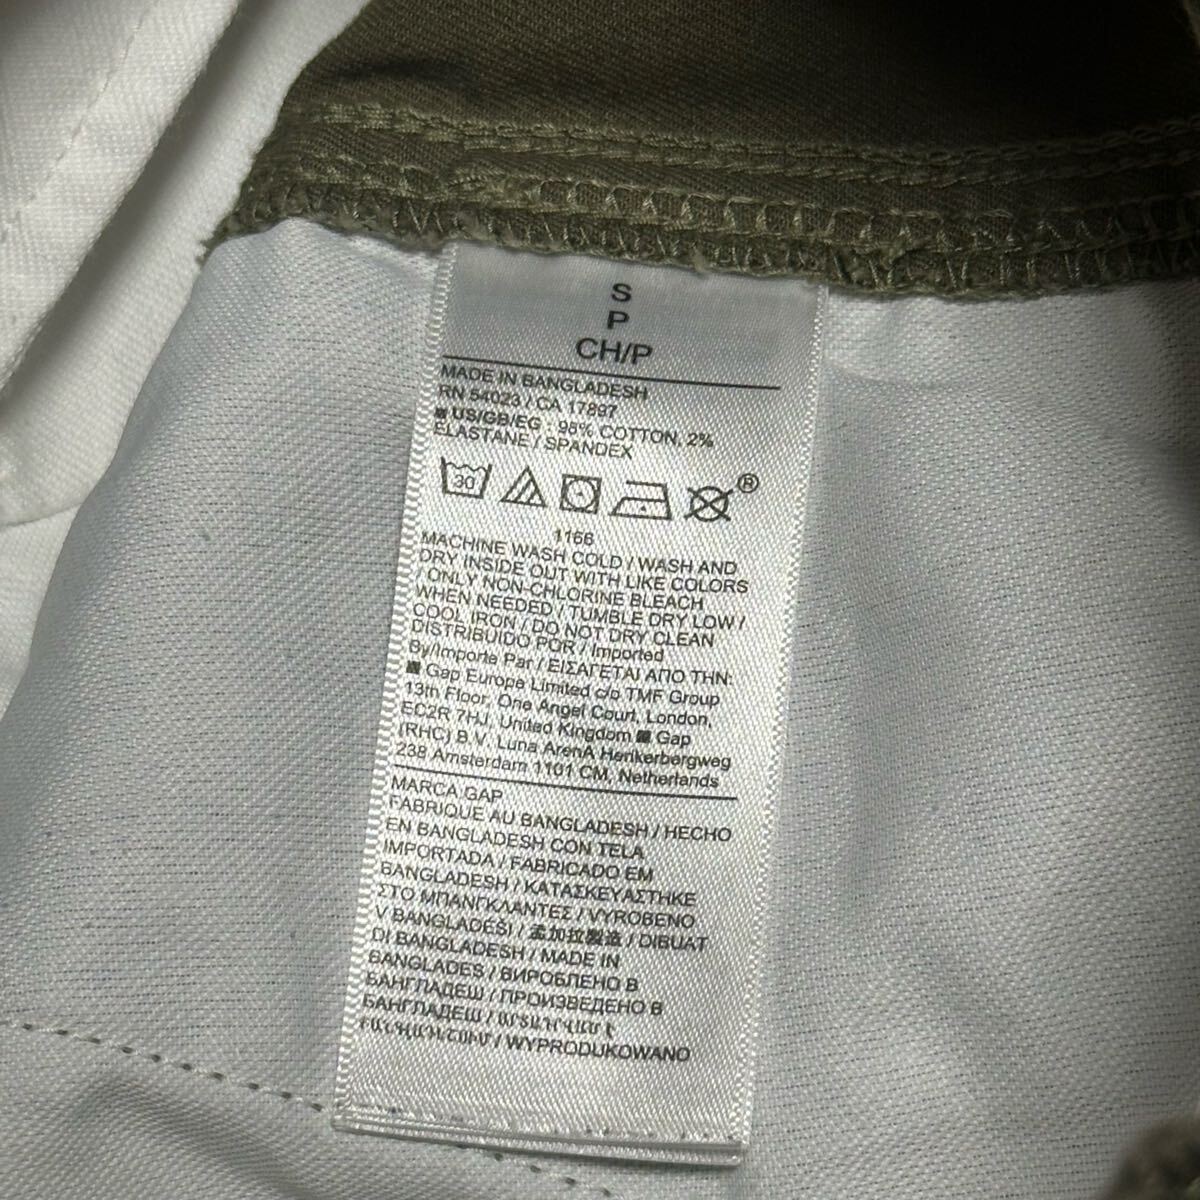 S
P
CH/P
MADE IN BANGLADESH
RN 54023 / CA 17897
US/GB/EG 98% COTTON, 2%
ELASTANE / SPANDEX
30
®
1166
MACHINE WASH COLD / WASH AND
DRY INSIDE OUT WITH LIKE COLORS
/ ONLY NON-CHLORINE BLEACH
WHEN NEEDED / TUMBLE DRY LOW /
COOL IRON / DO NOT DRY CLEAN
DISTRIBUIDO POR / Imported
By/Importe Par / ΕΙΣΑΓΕΤΑΙ ΑΠΟ ΤΗΝ:
Gap Europe Limited c/o TMF Group
13th Floor, One Angel Court, London,
EC2R 7HJ, United Kingdom Gap
(RHC) B.V. Luna ArenA Herikerbergweg
238 Amsterdam 1101 CM, Netherlands
MARCA GAP
FABRIQUE AU BANGLADESH / HECHO
EN BANGLADESH CON TELA
IMPORTADA / FABRICADO EM
BANGLADESH / ΚΑΤΑΣΚΕΥΑΣΤΗΚΕ
ΣΤΟ ΜΠΑΝΓΚΛΑΝΤΕΣ / VYROBENO
V BANGLADÉŠI / 孟加拉製造 / DIBUAT
DI BANGLADESH / MADE IN
BANGLADES / ВИРОБЛЕНО В
БАНГЛАДЕШ / ПРОИЗВЕДЕНО В
БАНГЛАДЕШ / ԱՐՏԱԴՐՎԱԾ Է
ԲԱՆԳԼԱԴԵՇՈՒՄ / WYPRODUKOWANO